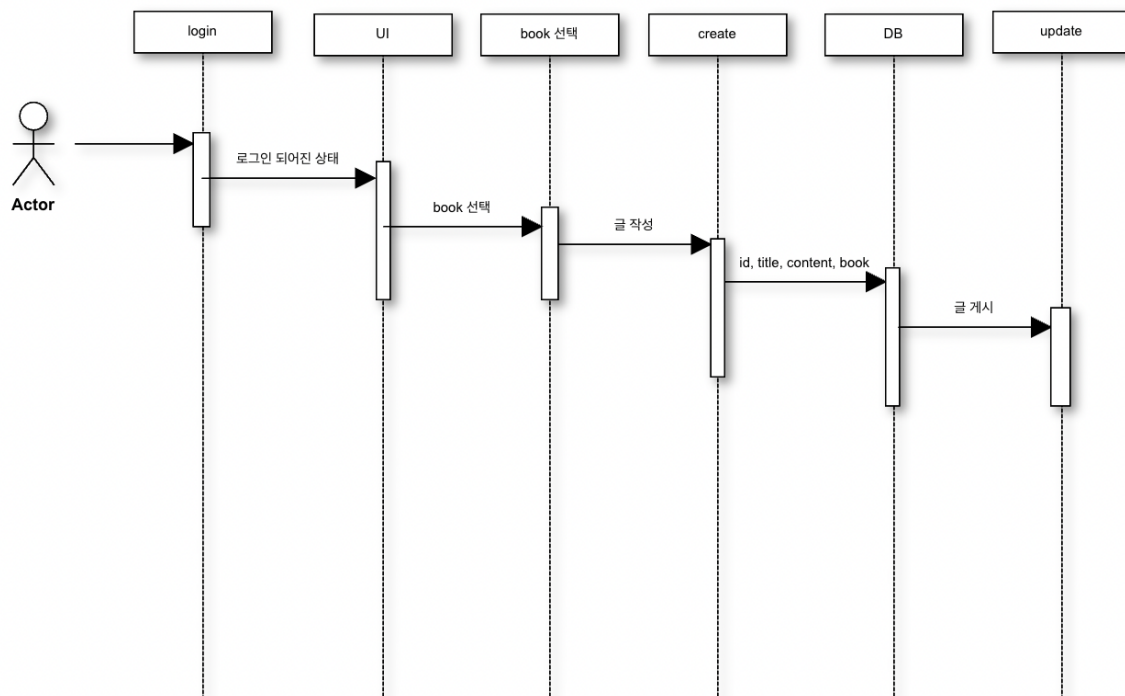 login
UI
book 선택
create
DB
update
Actor
로그인 되어진 상태
book 선택
글 작성
id, title, content, book
글 게시